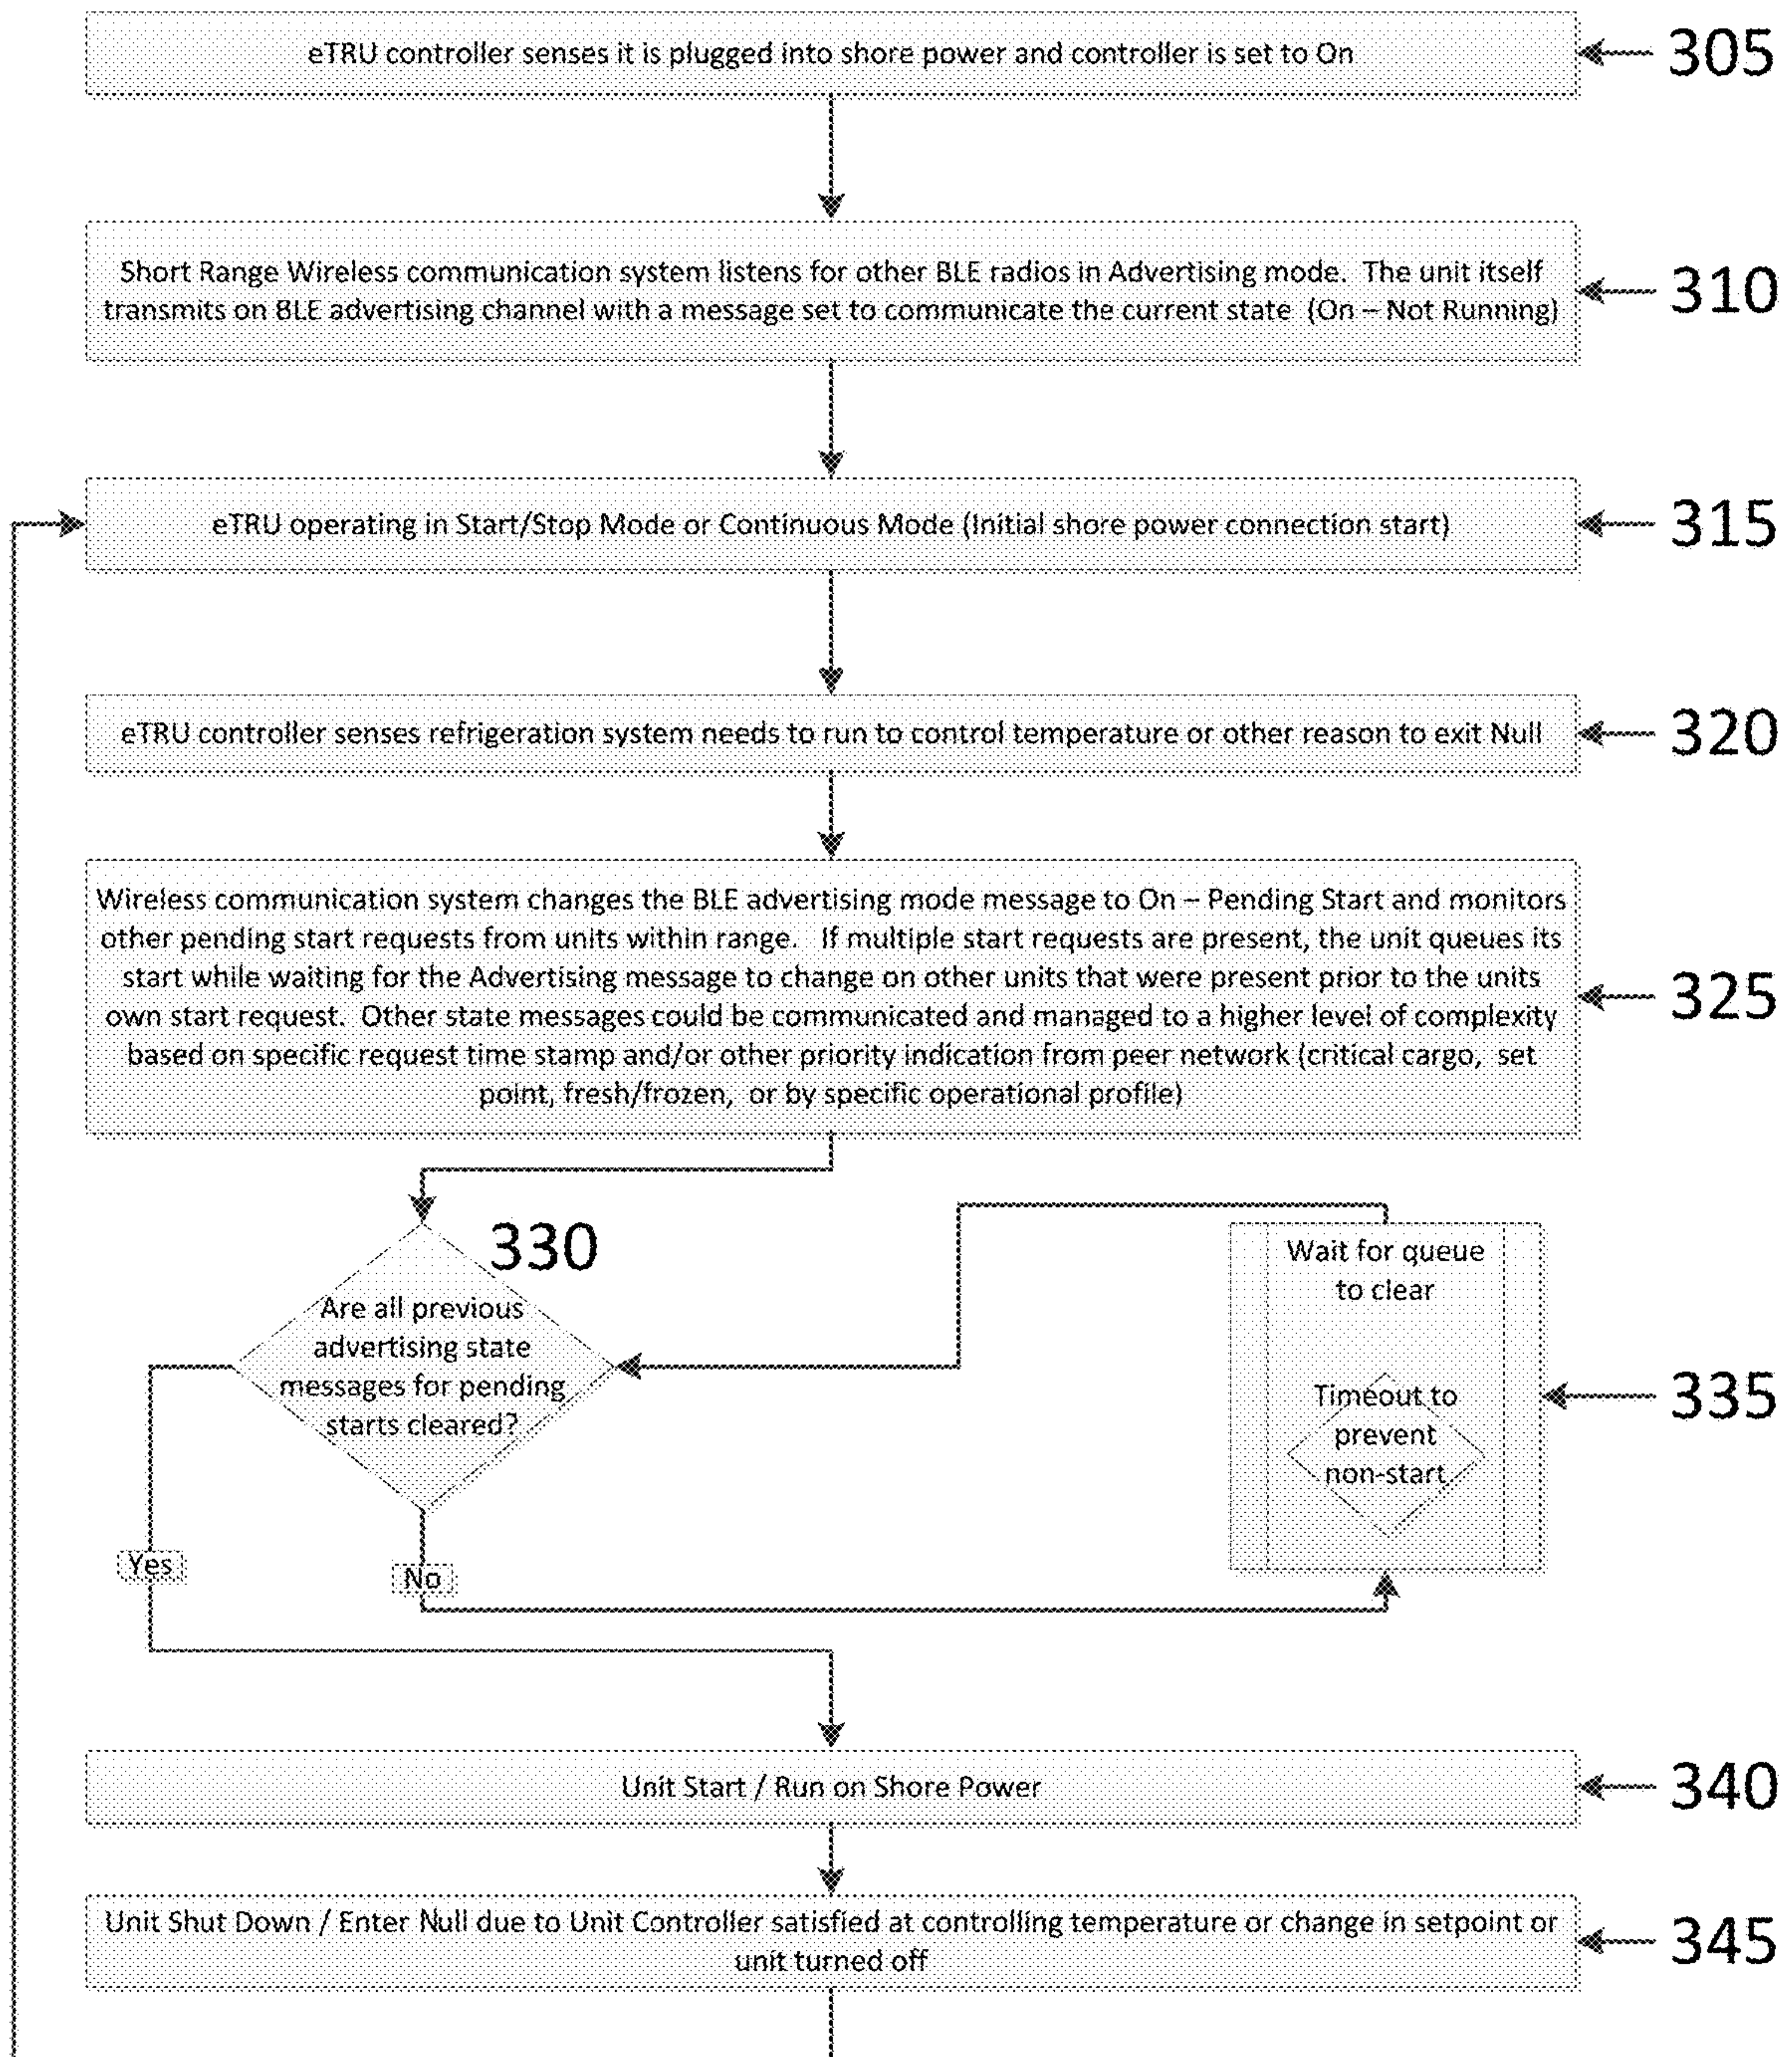 eTRU controller senses it is plugged into shore power and controller is set to On
305
Short Range Wireless communication system listens for other BLE radios in Advertising mode. The unit itself
transmits on BLE advertising channel with a message set to communicate the current state (On – Not Running)
310
eTRU operating in Start/Stop Mode or Continuous Mode (Initial shore power connection start)
315
eTRU controller senses refrigeration system needs to run to control temperature or other reason to exit Null
320
Wireless communication system changes the BLE advertising mode message to On – Pending Start and monitors
other pending start requests from units within range. If multiple start requests are present, the unit queues its
start while waiting for the Advertising message to change on other units that were present prior to the units
own start request. Other state messages could be communicated and managed to a higher level of complexity
based on specific request time stamp and/or other priority indication from peer network (critical cargo, set
point, fresh/frozen, or by specific operational profile)
325
330
Are all previous
advertising state
messages for pending
starts cleared?
Wait for queue
to clear
Timeout to
prevent
non-start
335
Yes
No
Unit Start / Run on Shore Power
340
Unit Shut Down / Enter Null due to Unit Controller satisfied at controlling temperature or change in setpoint or
unit turned off
345